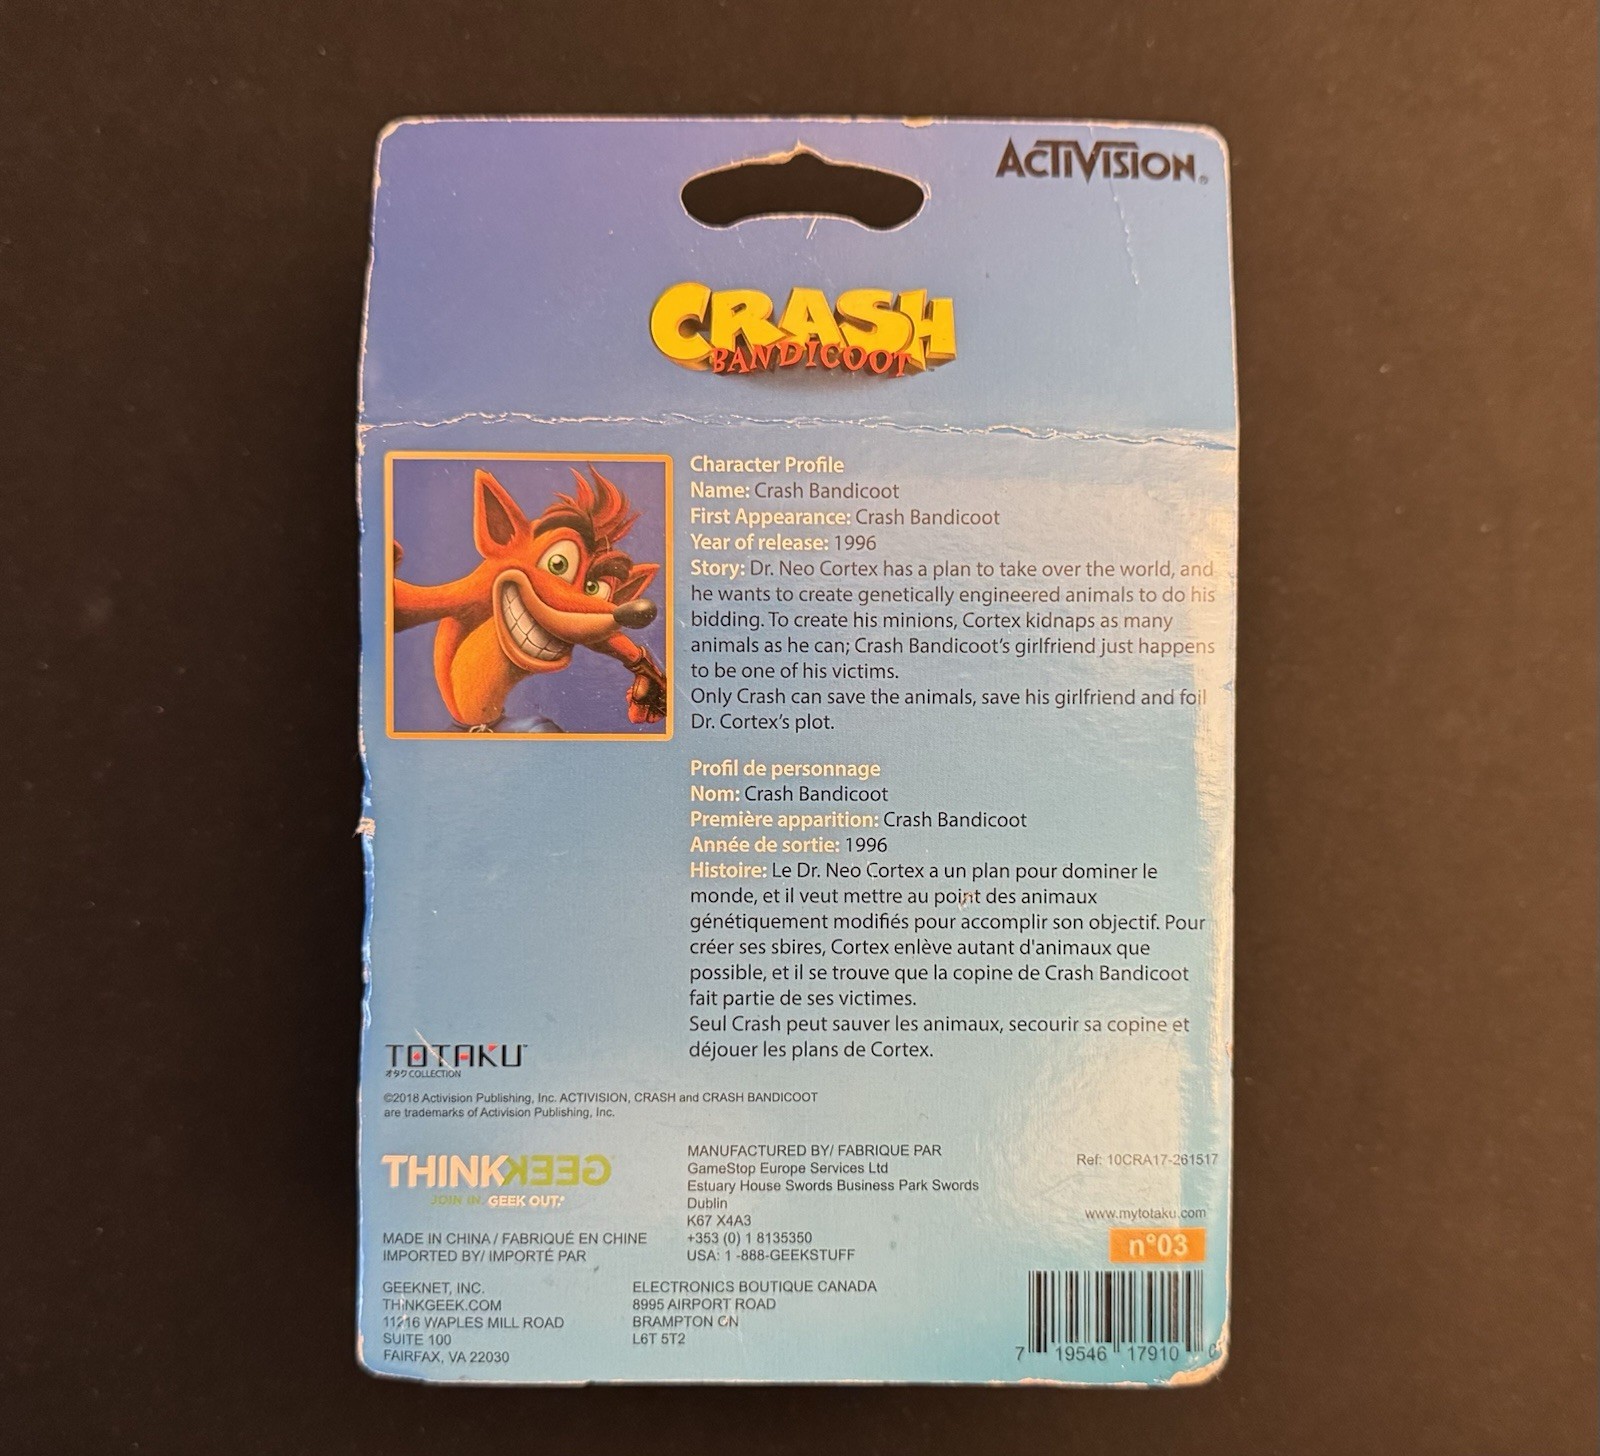 ACTIVISION®
CRASH
BANDICOOT
Character Profile
Name: Crash Bandicoot
First Appearance: Crash Bandicoot
Year of release: 1996
Story: Dr. Neo Cortex has a plan to take over the world, and
he wants to create genetically engineered animals to do his
bidding. To create his minions, Cortex kidnaps as many
animals as he can; Crash Bandicoot's girlfriend just happens
to be one of his victims.
Only Crash can save the animals, save his girlfriend and foil
Dr. Cortex's plot.
Profil de personnage
Nom: Crash Bandicoot
Première apparition: Crash Bandicoot
Année de sortie: 1996
Histoire: Le Dr. Neo Cortex a un plan pour dominer le
monde, et il veut mettre au point des animaux
génétiquement modifiés pour accomplir son objectif. Pour
créer ses sbires, Cortex enlève autant d'animaux que
possible, et il se trouve que la copine de Crash Bandicoot
fait partie de ses victimes.
Seul Crash peut sauver les animaux, secourir sa copine et
déjouer les plans de Cortex.
TOTAKU™
オタク COLLECTION
©2018 Activision Publishing, Inc. ACTIVISION, CRASH and CRASH BANDICOOT
are trademarks of Activision Publishing, Inc.
THINKGEEK
JOIN IN. GEEK OUT.®
MADE IN CHINA / FABRIQUÉ EN CHINE
IMPORTED BY/ IMPORTÉ PAR
GEEKNET, INC.
THINKGEEK.COM
11216 WAPLES MILL ROAD
SUITE 100
FAIRFAX, VA 22030
MANUFACTURED BY/ FABRIQUE PAR
GameStop Europe Services Ltd
Estuary House Swords Business Park Swords
Dublin
K67 X4A3
+353 (0) 1 8135350
USA: 1 -888-GEEKSTUFF
ELECTRONICS BOUTIQUE CANADA
8995 AIRPORT ROAD
BRAMPTON ON
L6T 5T2
Ref: 10CRA17-261517
www.mytotaku.com
n°03
7 19546 17910 0